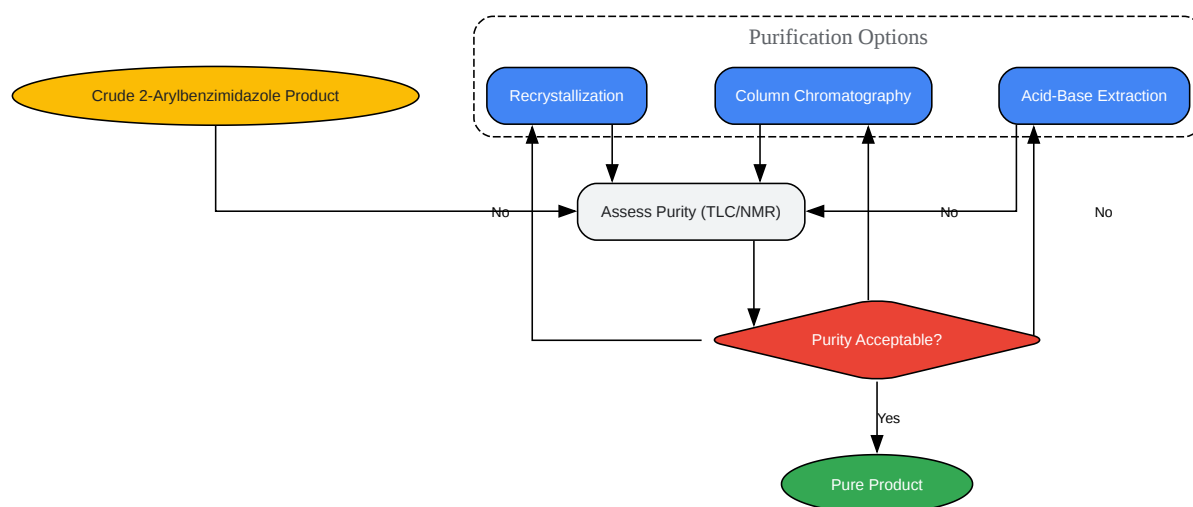 Purification Options
Crude 2-Arylbenzimidazole Product
Recrystallization
Column Chromatography
Acid-Base Extraction
No
Assess Purity (TLC/NMR)
No
No
Purity Acceptable?
Yes
Pure Product